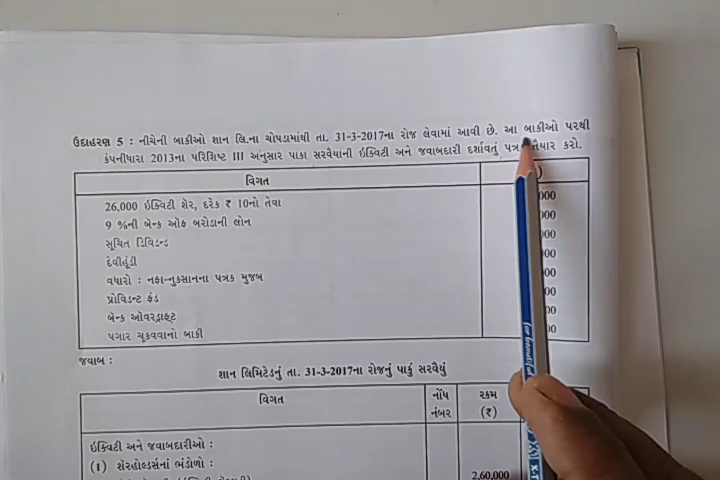 ઉદાહરણ 5 : નીચેની બાકીઓ શાન લિ.ના ચોપડામાંથી તા. 31-3-2017ના રોજ લેવામાં આવી છે. આ બાકીઓ પરથી
કંપનીધારા 2013ના પરિશિષ્ટ III અનુસાર પાકા સરવૈયાની ઇક્વિટી અને જવાબદારી દર્શાવતું પત્રક તૈયાર કરો.
વિગત
26,000 ઇક્વિટી શેર, દરેક ₹ 10નો તેવા
9 %ની બેન્ક ઓફ બરોડાની લોન
સૂચિત ડિવિડન્ડ
દેવીહૂંડી
વધારો : નફા-નુકસાનના પત્રક મુજબ
પ્રોવિડન્ટ ફંડ
બેન્ક ઓવરડ્રાફ્ટ
પગાર ચૂકવવાનો બાકી
જવાબ :
શાન લિમિટેડનું તા. 31-3-2017ના રોજનું પાકું સરવૈયું
વિગત નોંધ નંબર રકમ (₹)
ઇક્વિટી અને જવાબદારીઓ :
(1) શૅરહોલ્ડર્સનાં ભંડોળો :
2,60,000